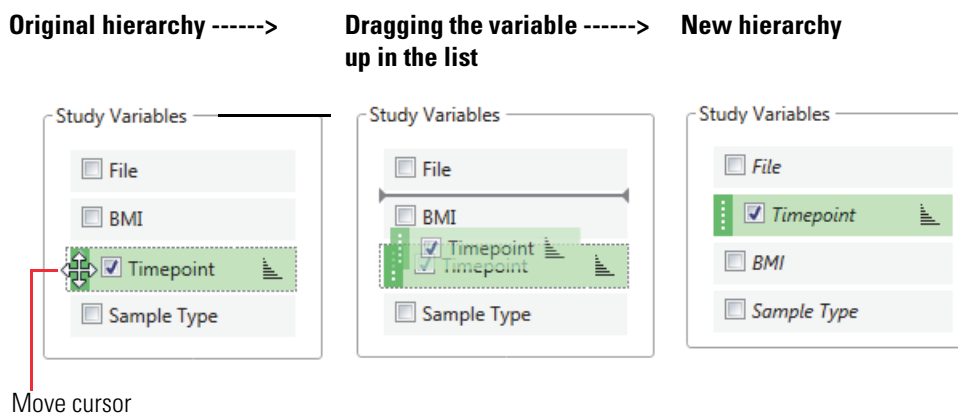 Original hierarchy ------>
Dragging the variable ------>
up in the list
New hierarchy
Study Variables
File
BMI
Timepoint
Sample Type
Move cursor
Study Variables
File
BMI
Timepoint
Timepoint
Sample Type
Study Variables
File
Timepoint
BMI
Sample Type